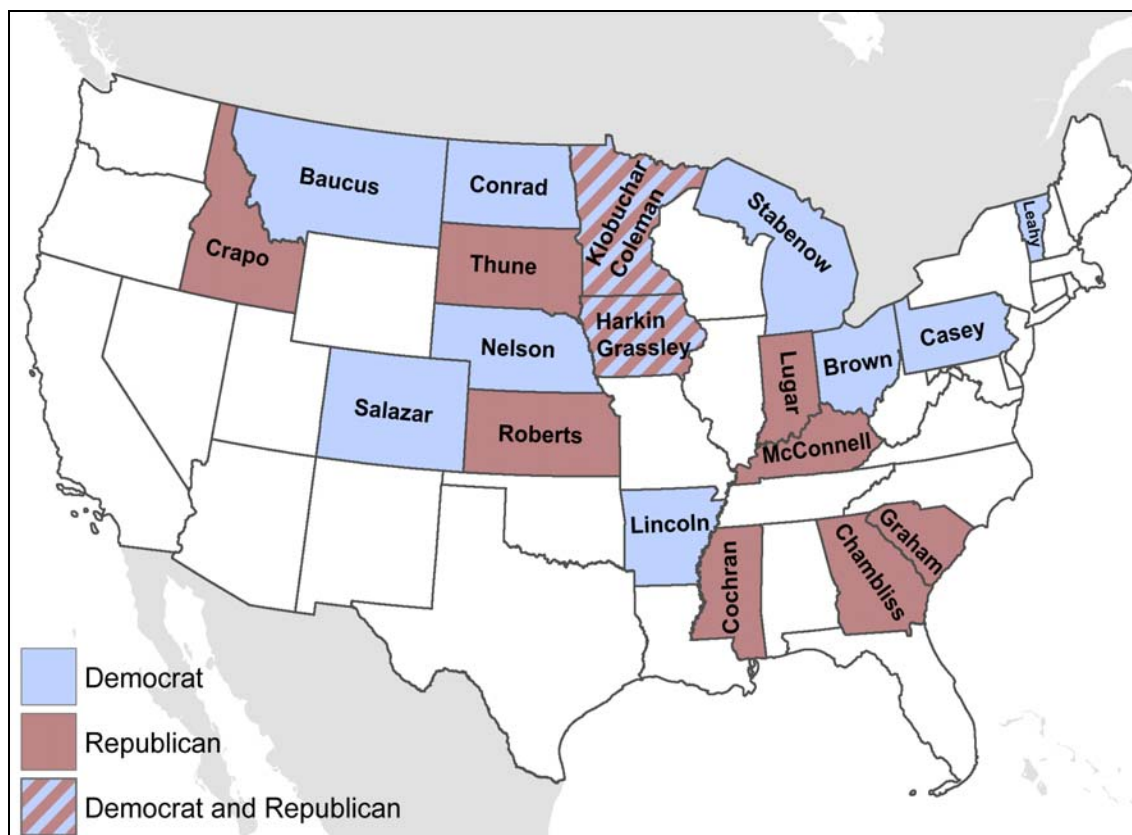 Baucus
Conrad
Klobuchar
Coleman
Stabenow
Leahy
Crapo
Thune
Harkin
Grassley
Nelson
Casey
Brown
Lugar
Salazar
Roberts
McConnell
Lincoln
Cochran
Graham
Chambliss
Democrat
Republican
Democrat and Republican